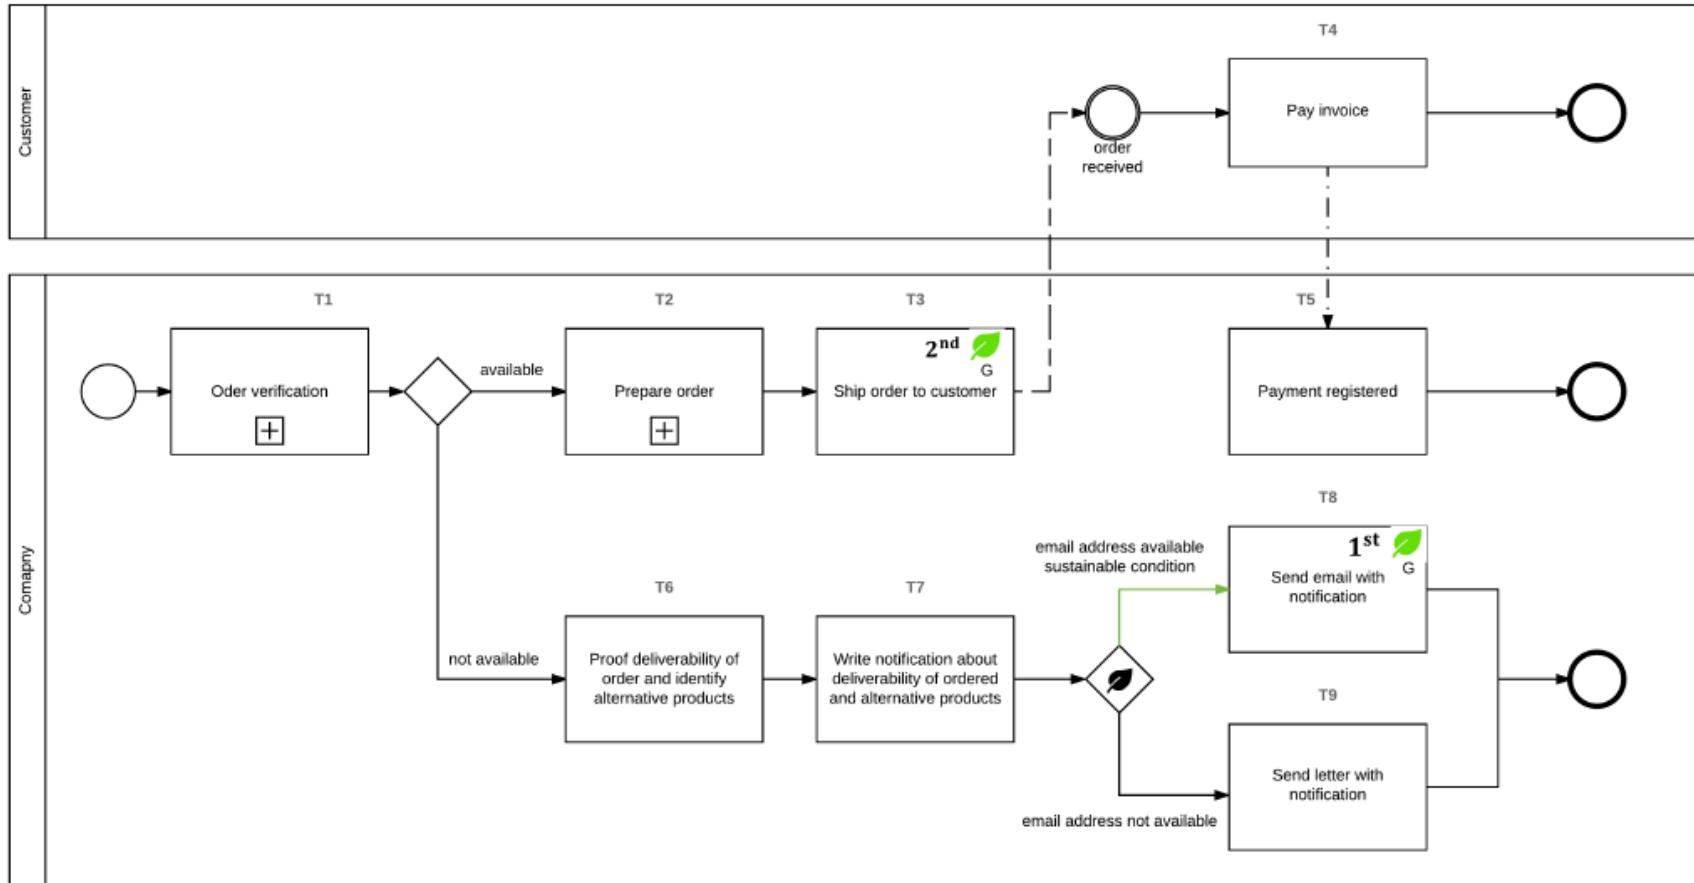 Customer
T4
Pay invoice
order
received
Comapny
T1
Oder verification
available
T2
Prepare order
T3
2nd
G
Ship order to customer
T5
Payment registered
not available
T6
Proof deliverability of
order and identify
alternative products
T7
Write notification about
deliverability of ordered
and alternative products
email address available
sustainable condition
T8
1st
G
Send email with
notification
email address not available
T9
Send letter with
notification